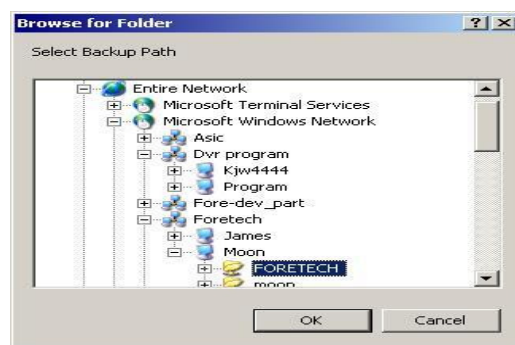 Browse for Folder
Select Backup Path
Entire Network
Microsoft Terminal Services
Microsoft Windows Network
Asic
Dvr program
Kjw4444
Program
Fore-dev_part
Foretech
James
Moon
FORETECH
moon
OK Cancel